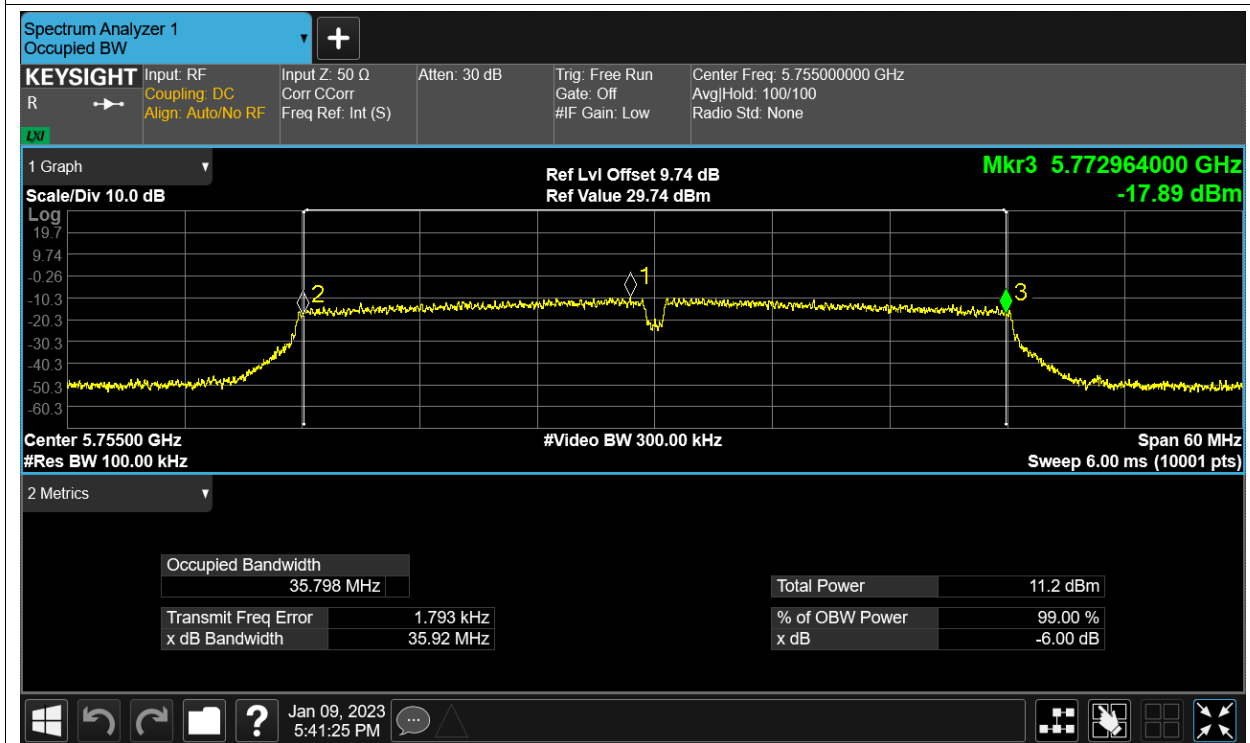 Spectrum Analyzer 1
Occupied BW
KEYSIGHT
R
LXI
Input: RF
Coupling: DC
Align: Auto/No RF
Input Z: 50 Ω
Corr CCorr
Freq Ref: Int (S)
Atten: 30 dB
Trig: Free Run
Gate: Off
#IF Gain: Low
Center Freq: 5.755000000 GHz
Avg|Hold: 100/100
Radio Std: None
1 Graph
Scale/Div 10.0 dB
Ref Lvl Offset 9.74 dB
Ref Value 29.74 dBm
Mkr3 5.772964000 GHz
-17.89 dBm
Log
19.7
9.74
-0.26
-10.3
-20.3
-30.3
-40.3
-50.3
-60.3
1
2
3
Center 5.75500 GHz
#Video BW 300.00 kHz
Span 60 MHz
#Res BW 100.00 kHz
Sweep 6.00 ms (10001 pts)
2 Metrics
Occupied Bandwidth
35.798 MHz
Transmit Freq Error 1.793 kHz
x dB Bandwidth 35.92 MHz
Total Power 11.2 dBm
% of OBW Power 99.00 %
x dB -6.00 dB
?
Jan 09, 2023
5:41:25 PM